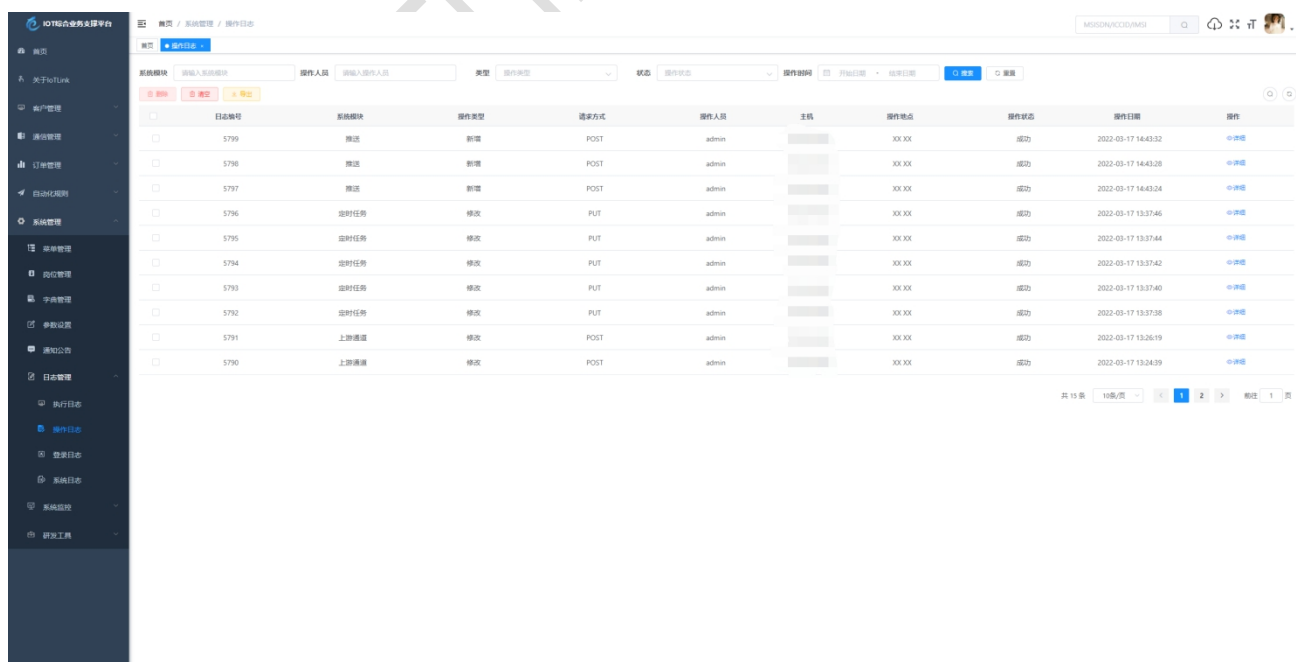 IOT综合业务支撑平台
首页 / 系统管理 / 操作日志
MSISDN/ICCID/IMSI
首页
操作日志
首页
关于IoTLink
客户管理
通信管理
订单管理
自动化规则
系统管理
菜单管理
岗位管理
字典管理
参数设置
通知公告
日志管理
执行日志
操作日志
登录日志
系统日志
系统监控
研发工具
系统模块 请输入系统模块 操作人员 请输入操作人员 类型 操作类型 状态 操作状态 操作时间 开始日期 - 结束日期 搜索 重置
删除 清空 导出
日志编号 系统模块 操作类型 请求方式 操作人员 主机 操作地点 操作状态 操作日期 操作
5799 推送 新增 POST admin XX XX 成功 2022-03-17 14:43:32 详细
5798 推送 新增 POST admin XX XX 成功 2022-03-17 14:43:28 详细
5797 推送 新增 POST admin XX XX 成功 2022-03-17 14:43:24 详细
5796 定时任务 修改 PUT admin XX XX 成功 2022-03-17 13:37:46 详细
5795 定时任务 修改 PUT admin XX XX 成功 2022-03-17 13:37:44 详细
5794 定时任务 修改 PUT admin XX XX 成功 2022-03-17 13:37:42 详细
5793 定时任务 修改 PUT admin XX XX 成功 2022-03-17 13:37:40 详细
5792 定时任务 修改 PUT admin XX XX 成功 2022-03-17 13:37:38 详细
5791 上游通道 修改 POST admin XX XX 成功 2022-03-17 13:26:19 详细
5790 上游通道 修改 POST admin XX XX 成功 2022-03-17 13:24:39 详细
共 15 条 10条/页 < 1 2 > 前往 1 页